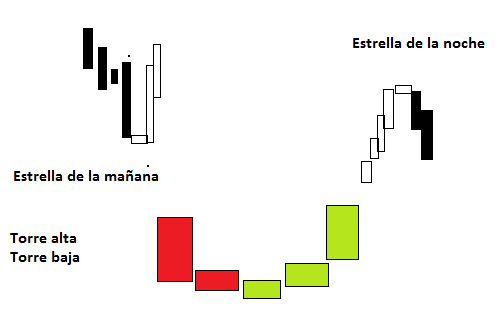 Estrella de la noche
Estrella de la mañana
Torre alta
Torre baja